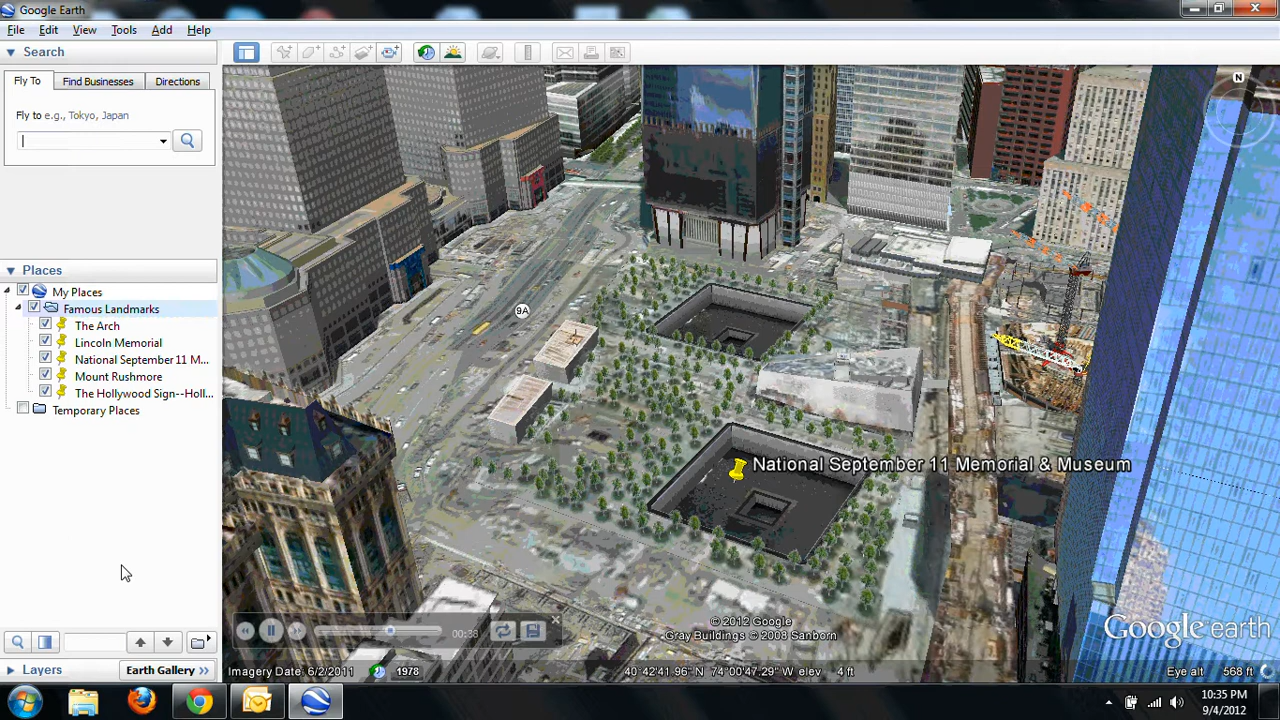 Google Earth
File Edit View Tools Add Help
Search
Fly To Find Businesses Directions
Fly to e.g., Tokyo, Japan
Places
My Places
Famous Landmarks
The Arch
Lincoln Memorial
National September 11 M...
Mount Rushmore
The Hollywood Sign--Holl...
Temporary Places
Layers
Earth Gallery >>
N
9A
National September 11 Memorial & Museum
00:38
© 2012 Google
Gray Buildings © 2008 Sanborn
Google earth
Imagery Date: 6/2/2011 1978 40°42'41.96" N 74°00'47.29" W elev 4 ft Eye alt 568 ft
10:35 PM
9/4/2012